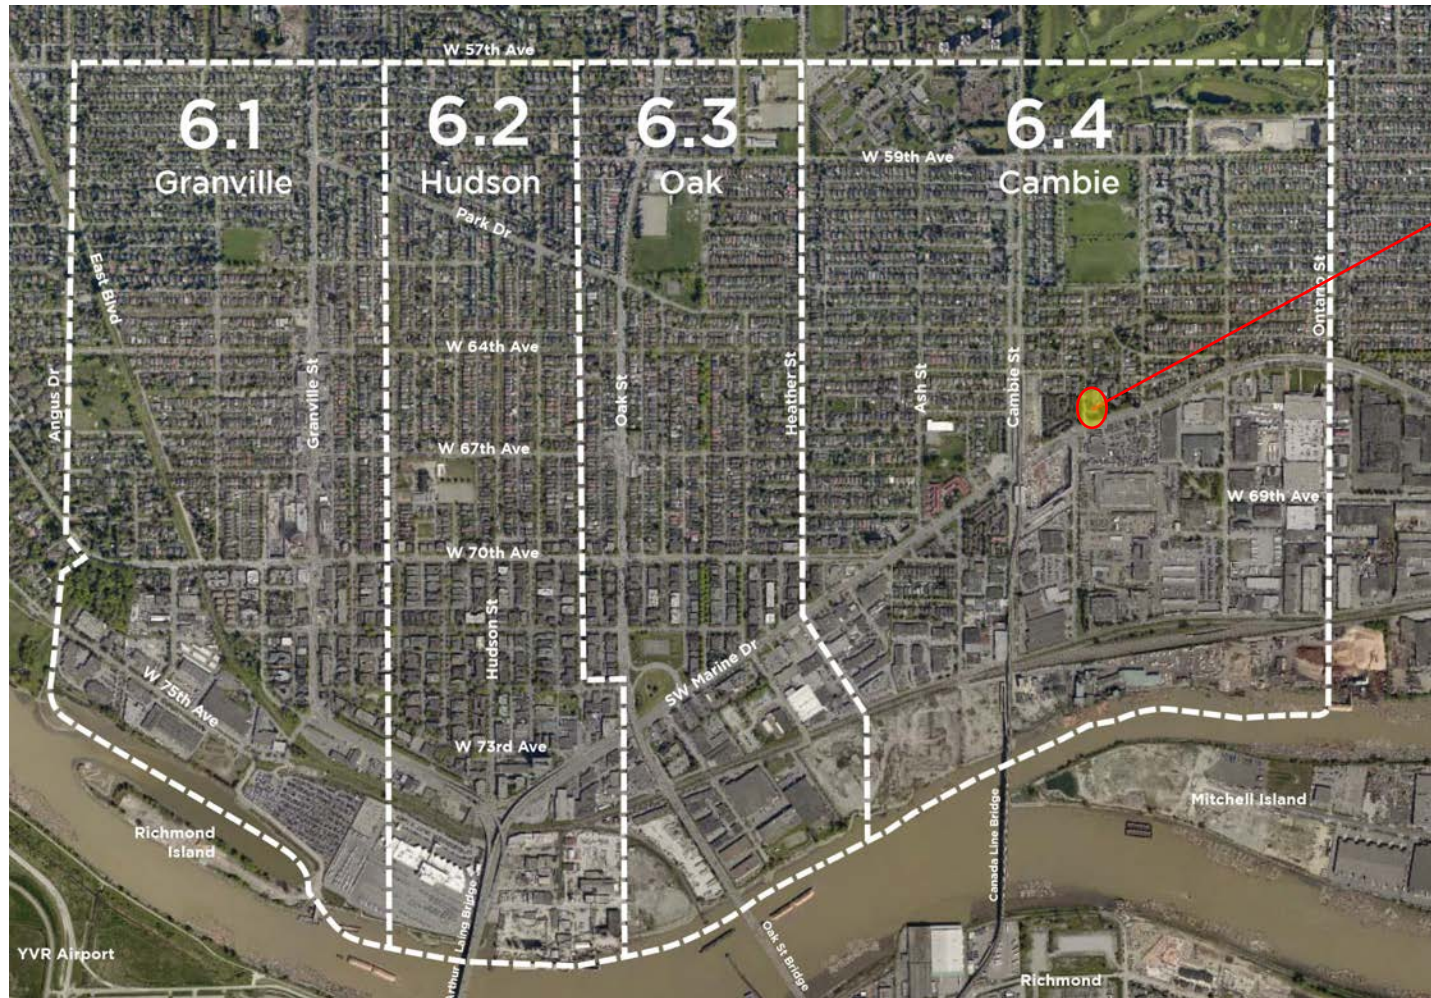 W 57th Ave
6.1
Granville
6.2
Hudson
6.3
Oak
6.4
Cambie
W 59th Ave
Park Dr
East Blvd
Ontario St
W 64th Ave
Angus Dr
Granville St
Oak St
Heather St
Ash St
Cambie St
W 67th Ave
W 69th Ave
W 70th Ave
Hudson St
SW Marine Dr
W 75th Ave
W 73rd Ave
Mitchell Island
Richmond
Island
Canada Line Bridge
Arthur Laing Bridge
Oak St Bridge
YVR Airport
Richmond